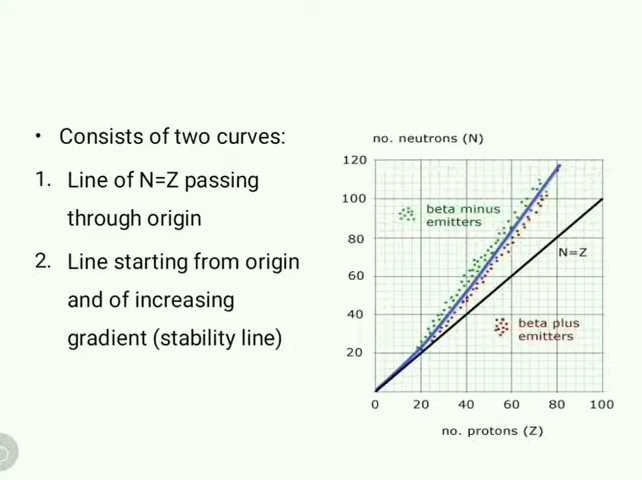 • Consists of two curves:
1. Line of N=Z passing
through origin
2. Line starting from origin
and of increasing
gradient (stability line)
no. neutrons (N)
120
100
80
60
40
20
beta minus
emitters
N=Z
beta plus
emitters
0 20 40 60 80 100
no. protons (Z)